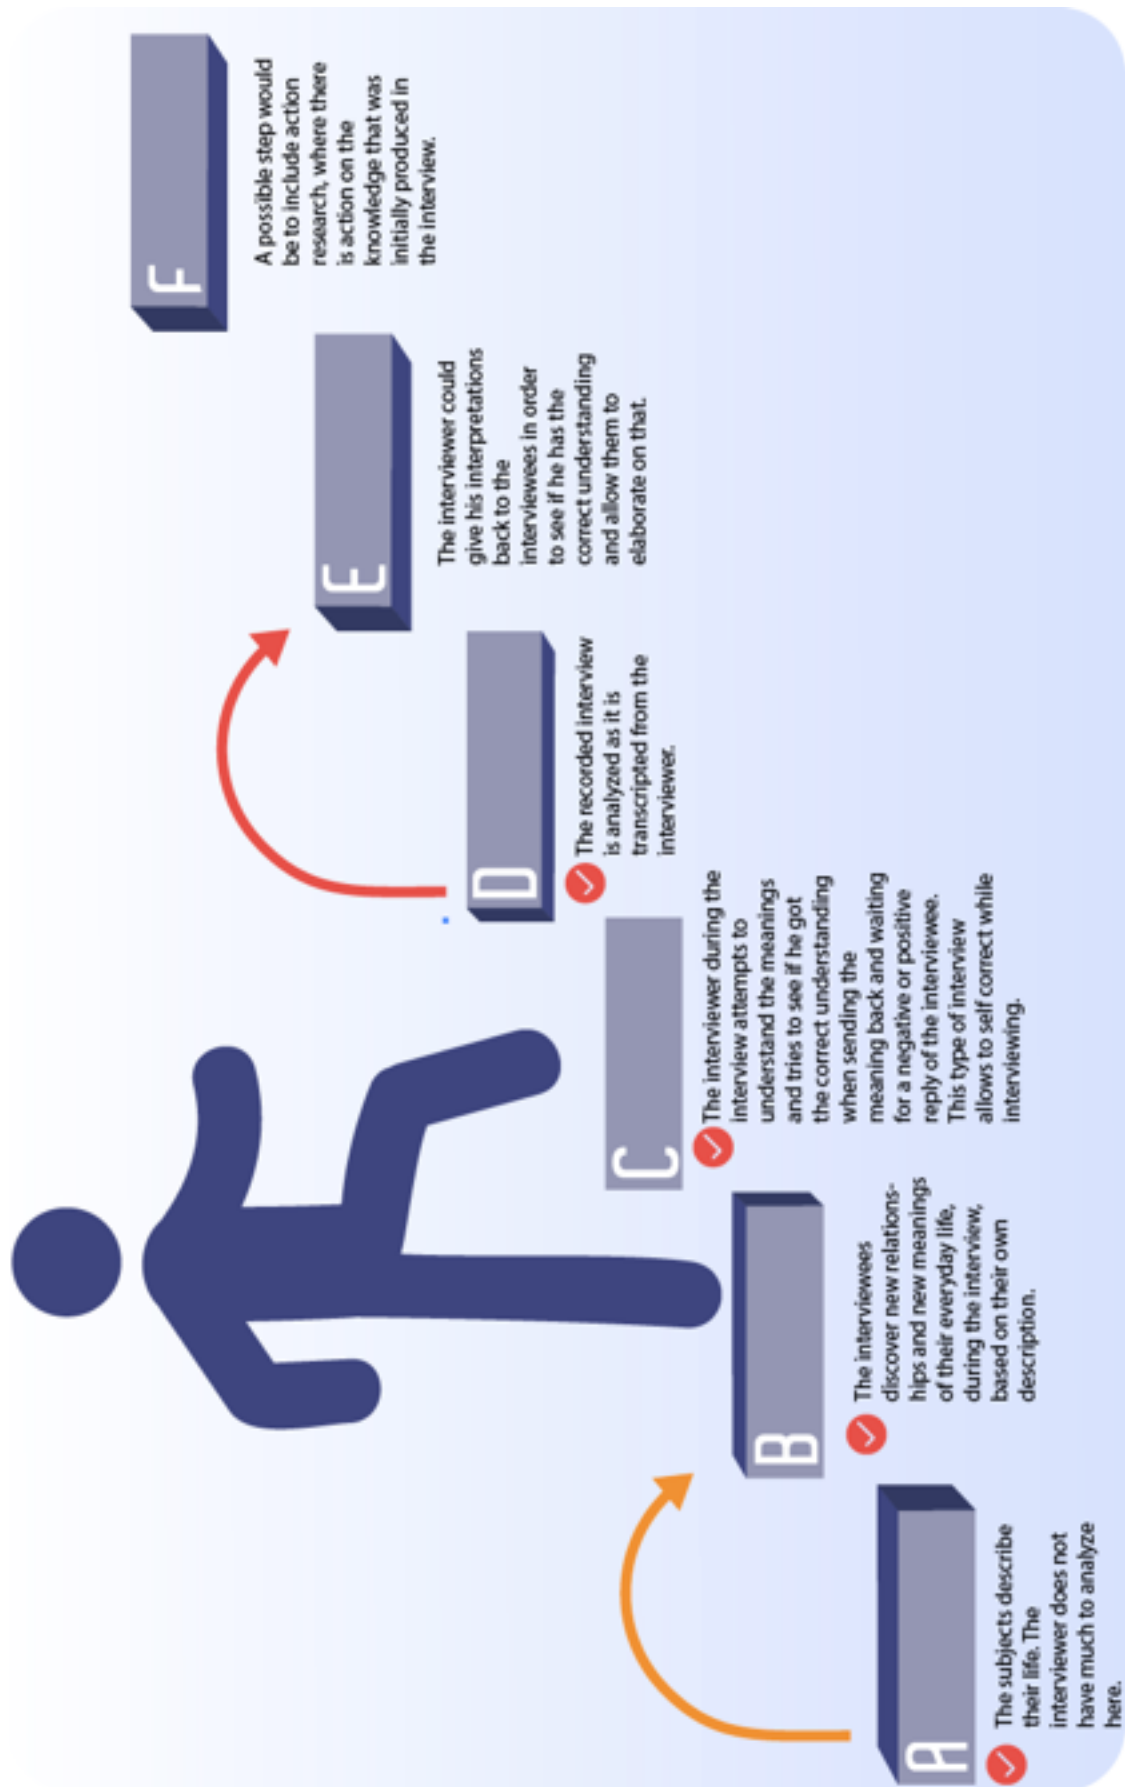 A
The subjects describe
their life. The
interviewer does not
have much to analyze
here.
B
The interviewees
discover new relations-
hips and new meanings
of their everyday life,
during the interview,
based on their own
description.
C
The interviewer during the
interview attempts to
understand the meanings
and tries to see if he got
the correct understanding
when sending the
meaning back and waiting
for a negative or positive
reply of the interviewee.
This type of interview
allows to self correct while
interviewing.
D
The recorded interview
is analyzed as it is
transcripted from the
interviewer.
E
The interviewer could
give his interpretations
back to the
interviewees in order
to see if he has the
correct understanding
and allow them to
elaborate on that.
F
A possible step would
be to include action
research, where there
is action on the
knowledge that was
initially produced in
the interview.